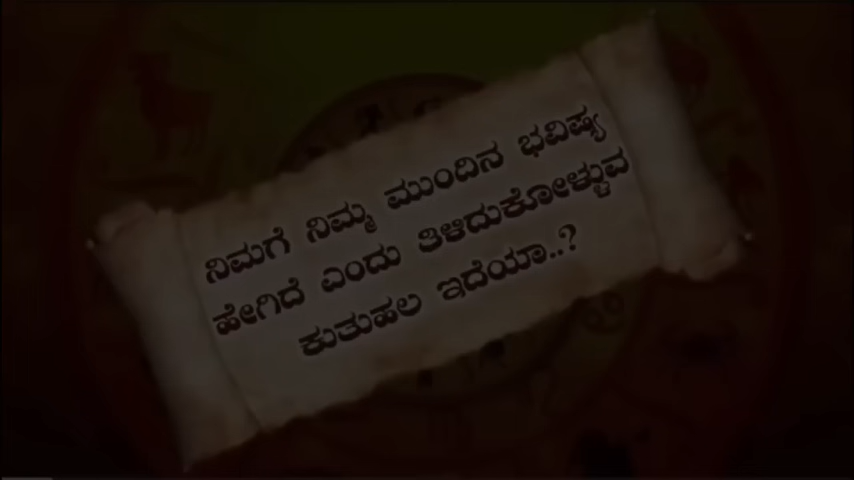 ನಿಮಗೆ ನಿಮ್ಮ ಮುಂದಿನ ಭವಿಷ್ಯ
ಹೇಗಿದೆ ಎಂದು ತಿಳಿದುಕೋಳ್ಳುವ
ಕುತುಹಲ ಇದೆಯಾ..?